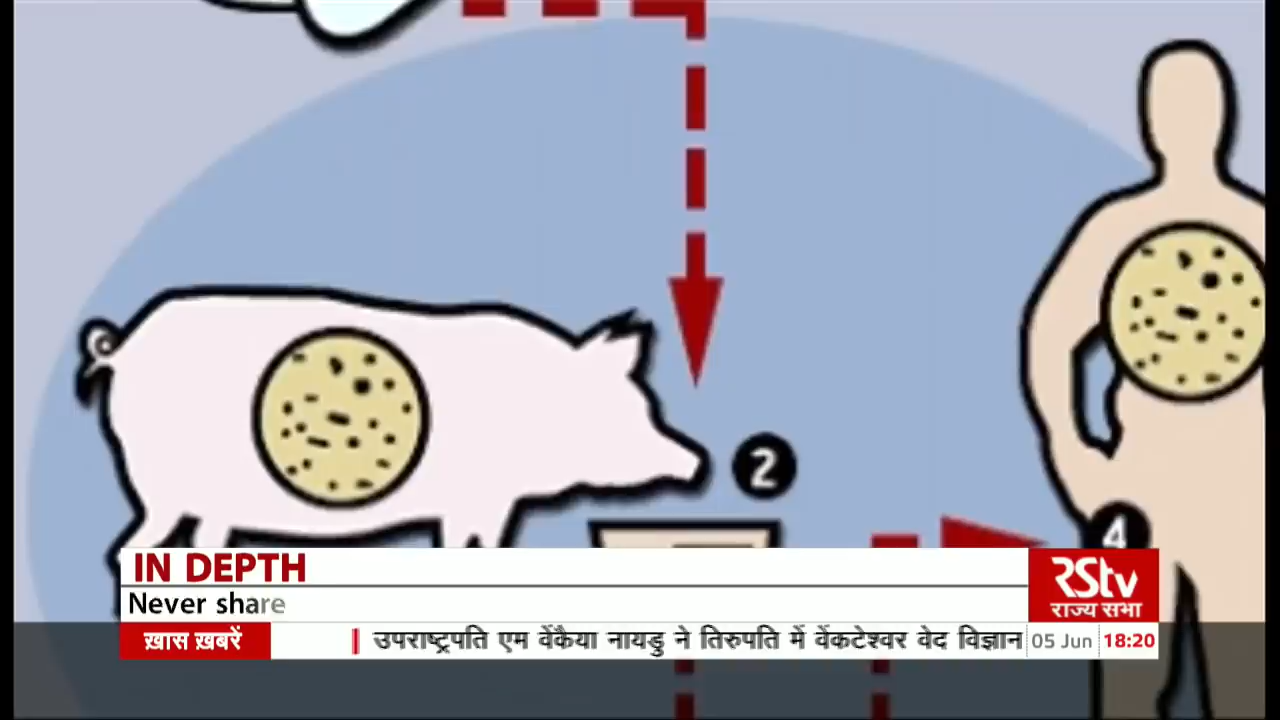 2
4
IN DEPTH
Never share
RSTV
राज्य सभा
ख़ास ख़बरें
उपराष्ट्रपति एम वेंकैया नायडु ने तिरुपति में वेंकटेश्वर वेद विज्ञान
05 Jun
18:20